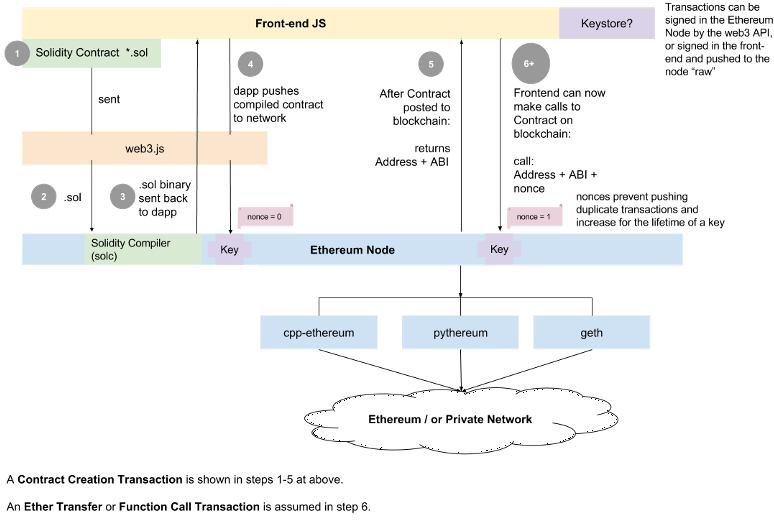 Front-end JS
Keystore?
Transactions can be
signed in the Ethereum
Node by the web3 API,
or signed in the front-
end and pushed to the
node “raw”
1
Solidity Contract *.sol
sent
web3.js
2
.sol
3
.sol binary
sent back
to dapp
4
dapp pushes
compiled contract
to network
5
After Contract
posted to
blockchain:
returns
Address + ABI
6+
Frontend can now
make calls to
Contract on
blockchain:
call:
Address + ABI +
nonce
nonce = 0
nonce = 1
nonces prevent pushing
duplicate transactions and
increase for the lifetime of a key
Solidity Compiler
(solc)
Key
Ethereum Node
Key
cpp-ethereum
pythereum
geth
Ethereum / or Private Network
A Contract Creation Transaction is shown in steps 1-5 at above.
An Ether Transfer or Function Call Transaction is assumed in step 6.